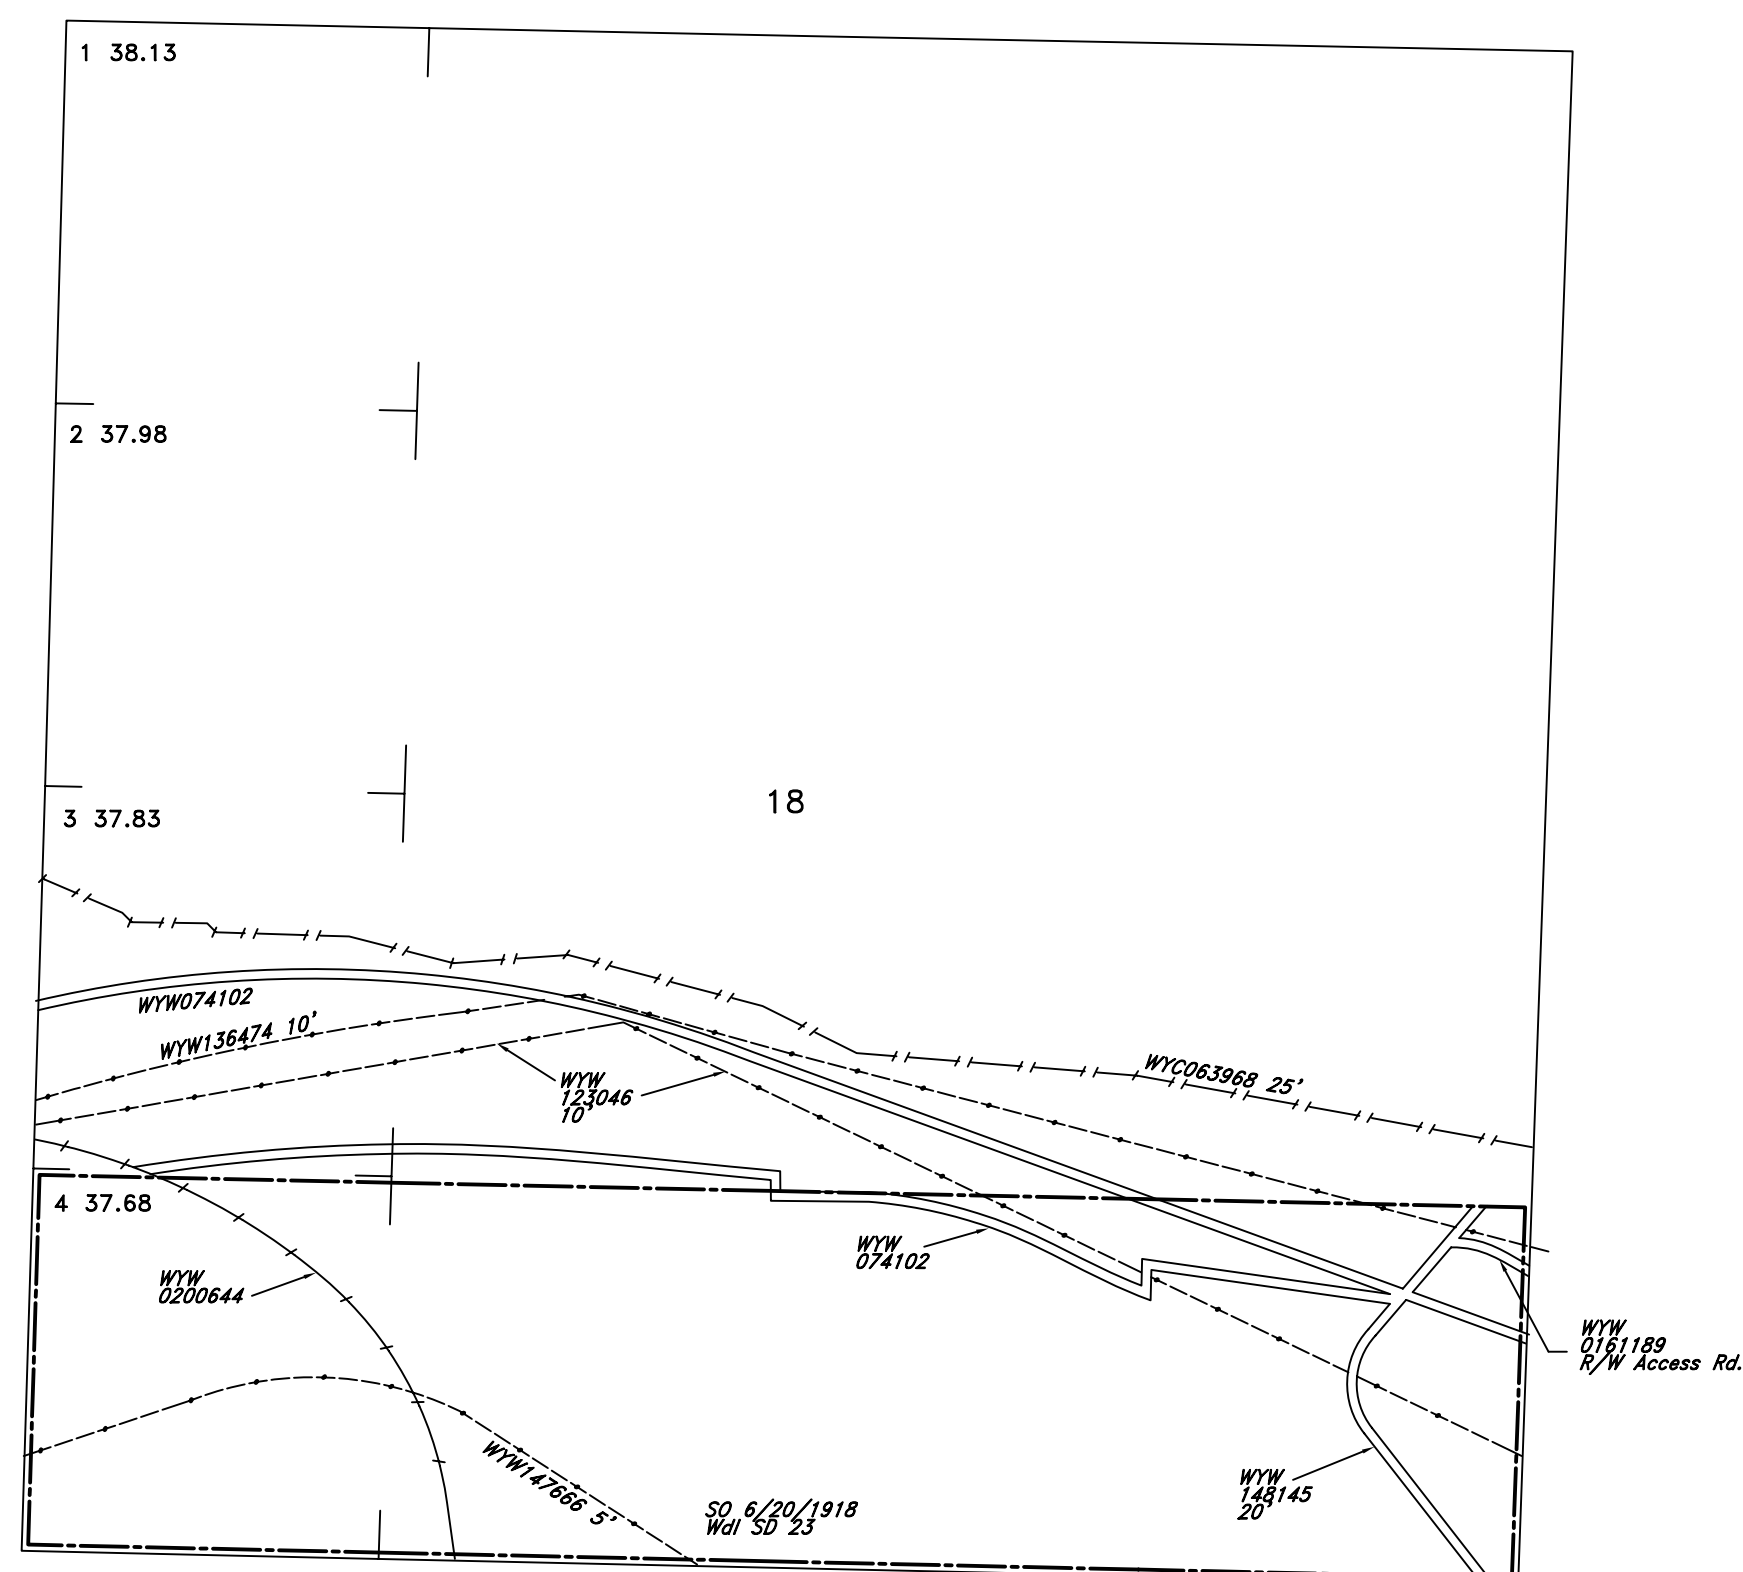 1 38.13
2 37.98
3 37.83
18
WYW074102
WYW136474 10'
WYW
123046
10'
WYC063968 25'
4 37.68
WYW
0200644
WYW
074102
WYW
0161189
R/W Access Rd.
WYW147666 5'
SO 6/20/1918
Wdl SD 23
WYW
148145
20'